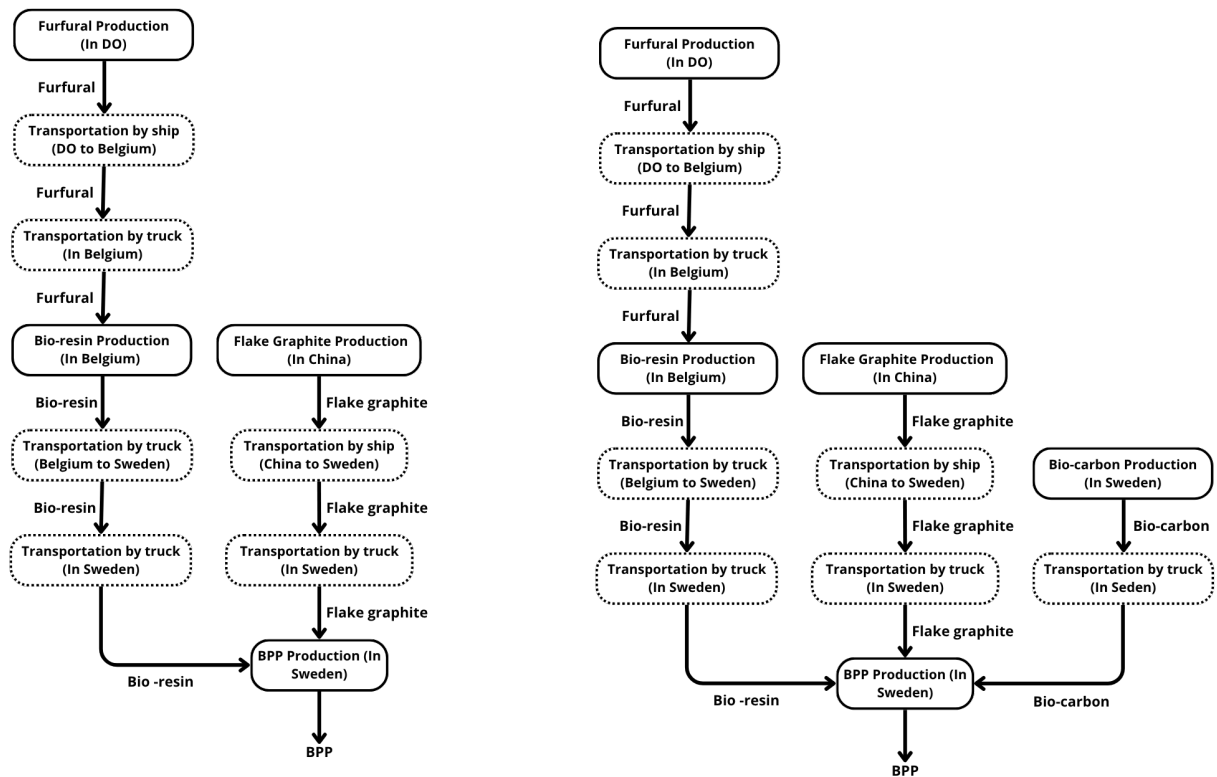 Furfural Production
(In DO)
Furfural
Transportation by ship
(DO to Belgium)
Furfural
Transportation by truck
(In Belgium)
Furfural
Bio-resin Production
(In Belgium)
Bio-resin
Transportation by truck
(Belgium to Sweden)
Bio-resin
Transportation by truck
(In Sweden)
Bio -resin
Flake Graphite Production
(In China)
Flake graphite
Transportation by ship
(China to Sweden)
Flake graphite
Transportation by truck
(In Sweden)
Flake graphite
BPP Production (In
Sweden)
BPP
Furfural Production
(In DO)
Furfural
Transportation by ship
(DO to Belgium)
Furfural
Transportation by truck
(In Belgium)
Furfural
Bio-resin Production
(In Belgium)
Bio-resin
Transportation by truck
(Belgium to Sweden)
Bio-resin
Transportation by truck
(In Sweden)
Bio -resin
Flake Graphite Production
(In China)
Flake graphite
Transportation by ship
(China to Sweden)
Flake graphite
Transportation by truck
(In Sweden)
Flake graphite
Bio-carbon Production
(In Sweden)
Bio-carbon
Transportation by truck
(In Seden)
Bio-carbon
BPP Production (In
Sweden)
BPP